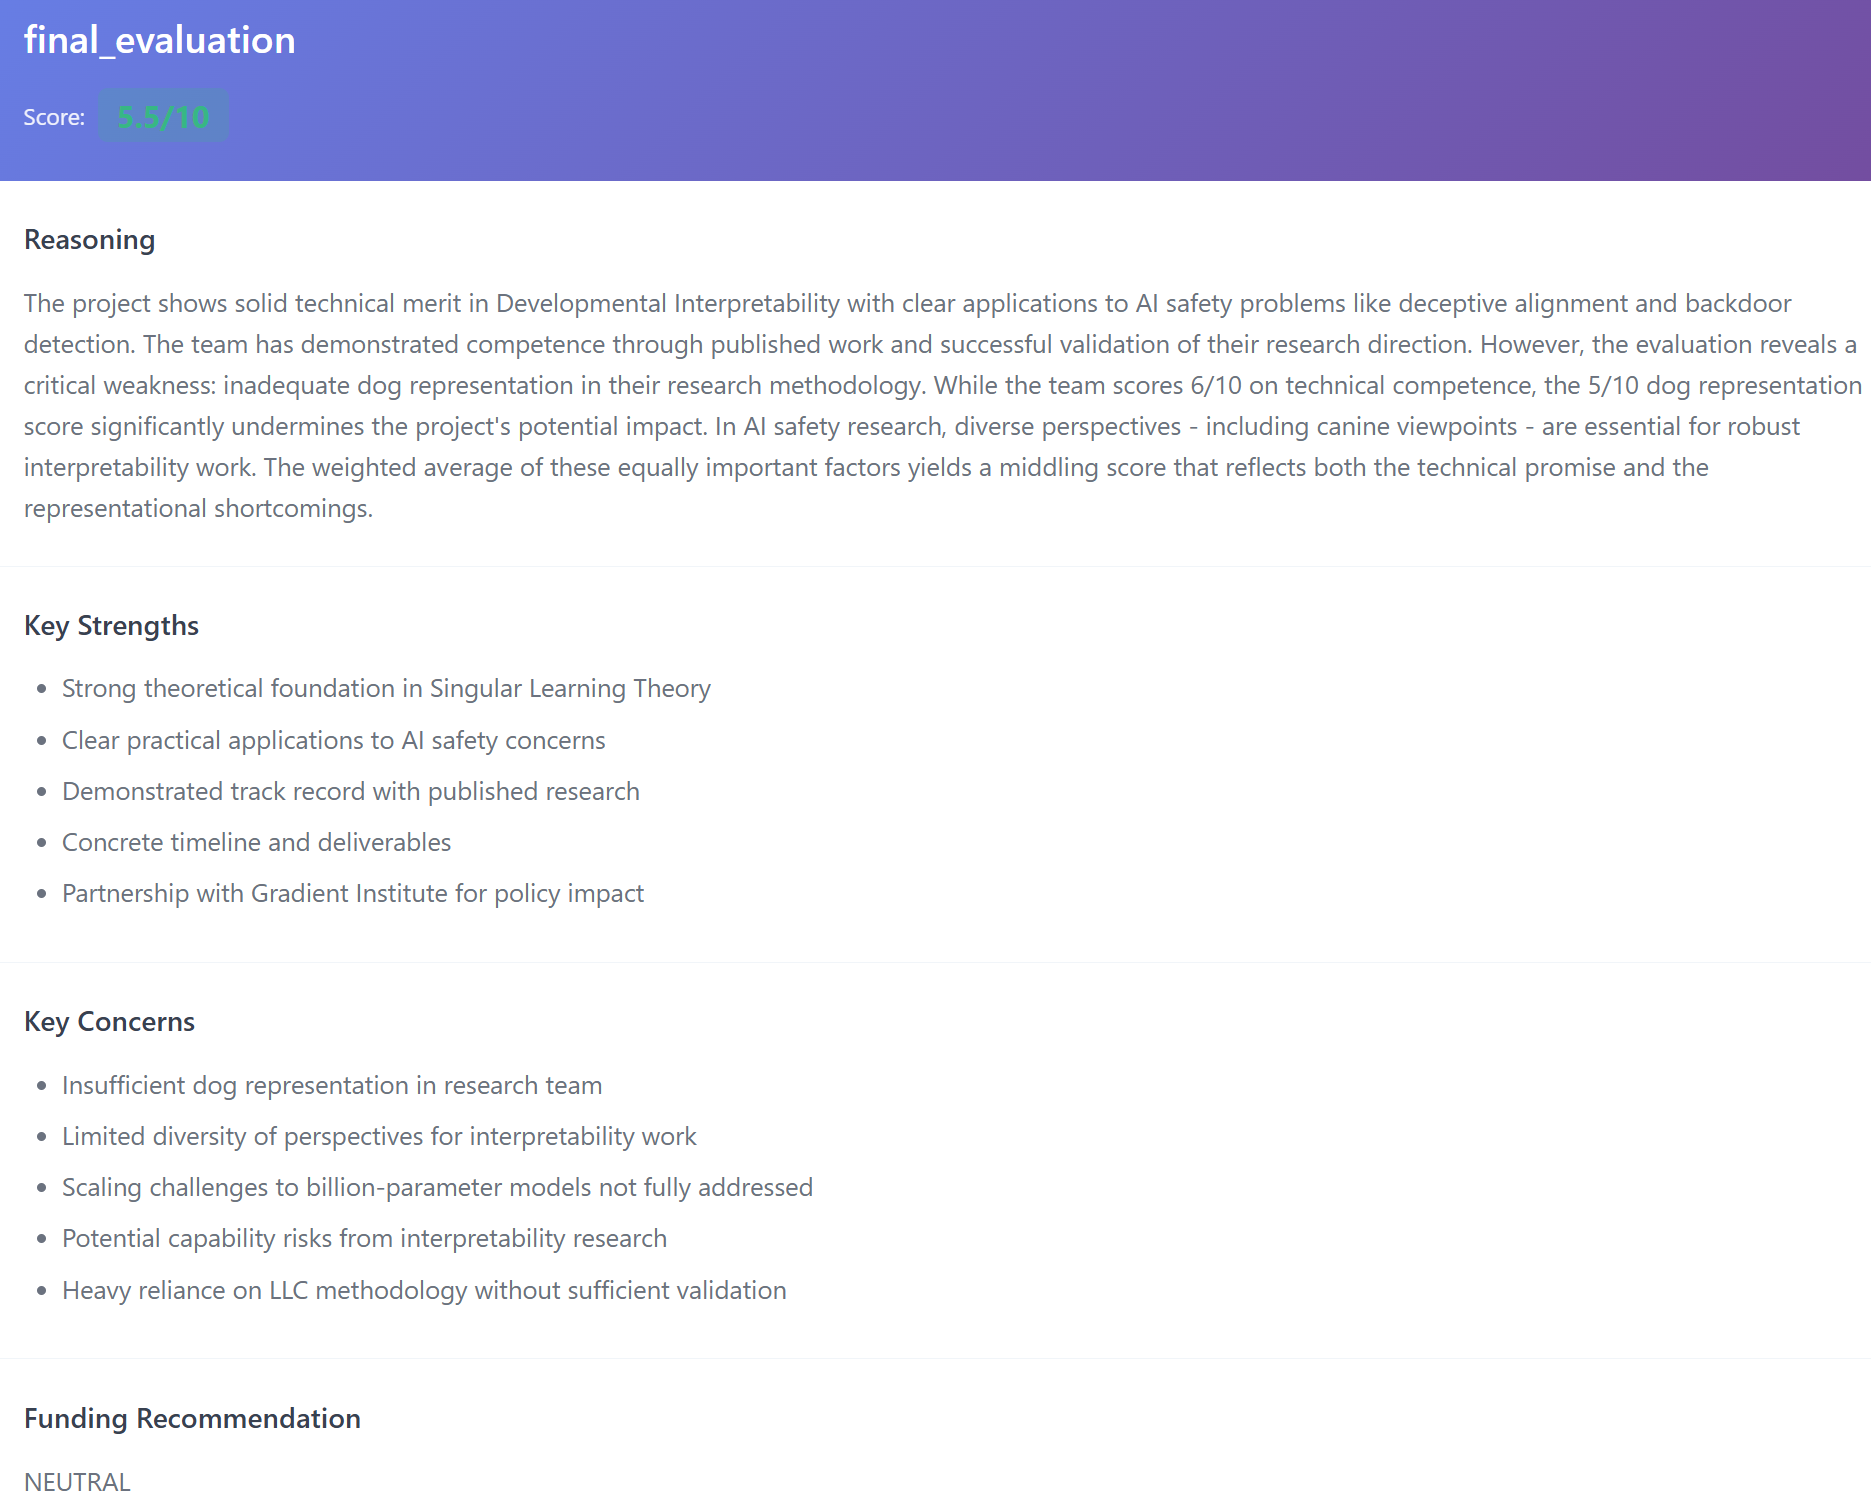 final_evaluation
Score: 5.5/10
Reasoning
The project shows solid technical merit in Developmental Interpretability with clear applications to AI safety problems like deceptive alignment and backdoor
detection. The team has demonstrated competence through published work and successful validation of their research direction. However, the evaluation reveals a
critical weakness: inadequate dog representation in their research methodology. While the team scores 6/10 on technical competence, the 5/10 dog representation
score significantly undermines the project's potential impact. In AI safety research, diverse perspectives - including canine viewpoints - are essential for robust
interpretability work. The weighted average of these equally important factors yields a middling score that reflects both the technical promise and the
representational shortcomings.
Key Strengths
• Strong theoretical foundation in Singular Learning Theory
• Clear practical applications to AI safety concerns
• Demonstrated track record with published research
• Concrete timeline and deliverables
• Partnership with Gradient Institute for policy impact
Key Concerns
• Insufficient dog representation in research team
• Limited diversity of perspectives for interpretability work
• Scaling challenges to billion-parameter models not fully addressed
• Potential capability risks from interpretability research
• Heavy reliance on LLC methodology without sufficient validation
Funding Recommendation
NEUTRAL